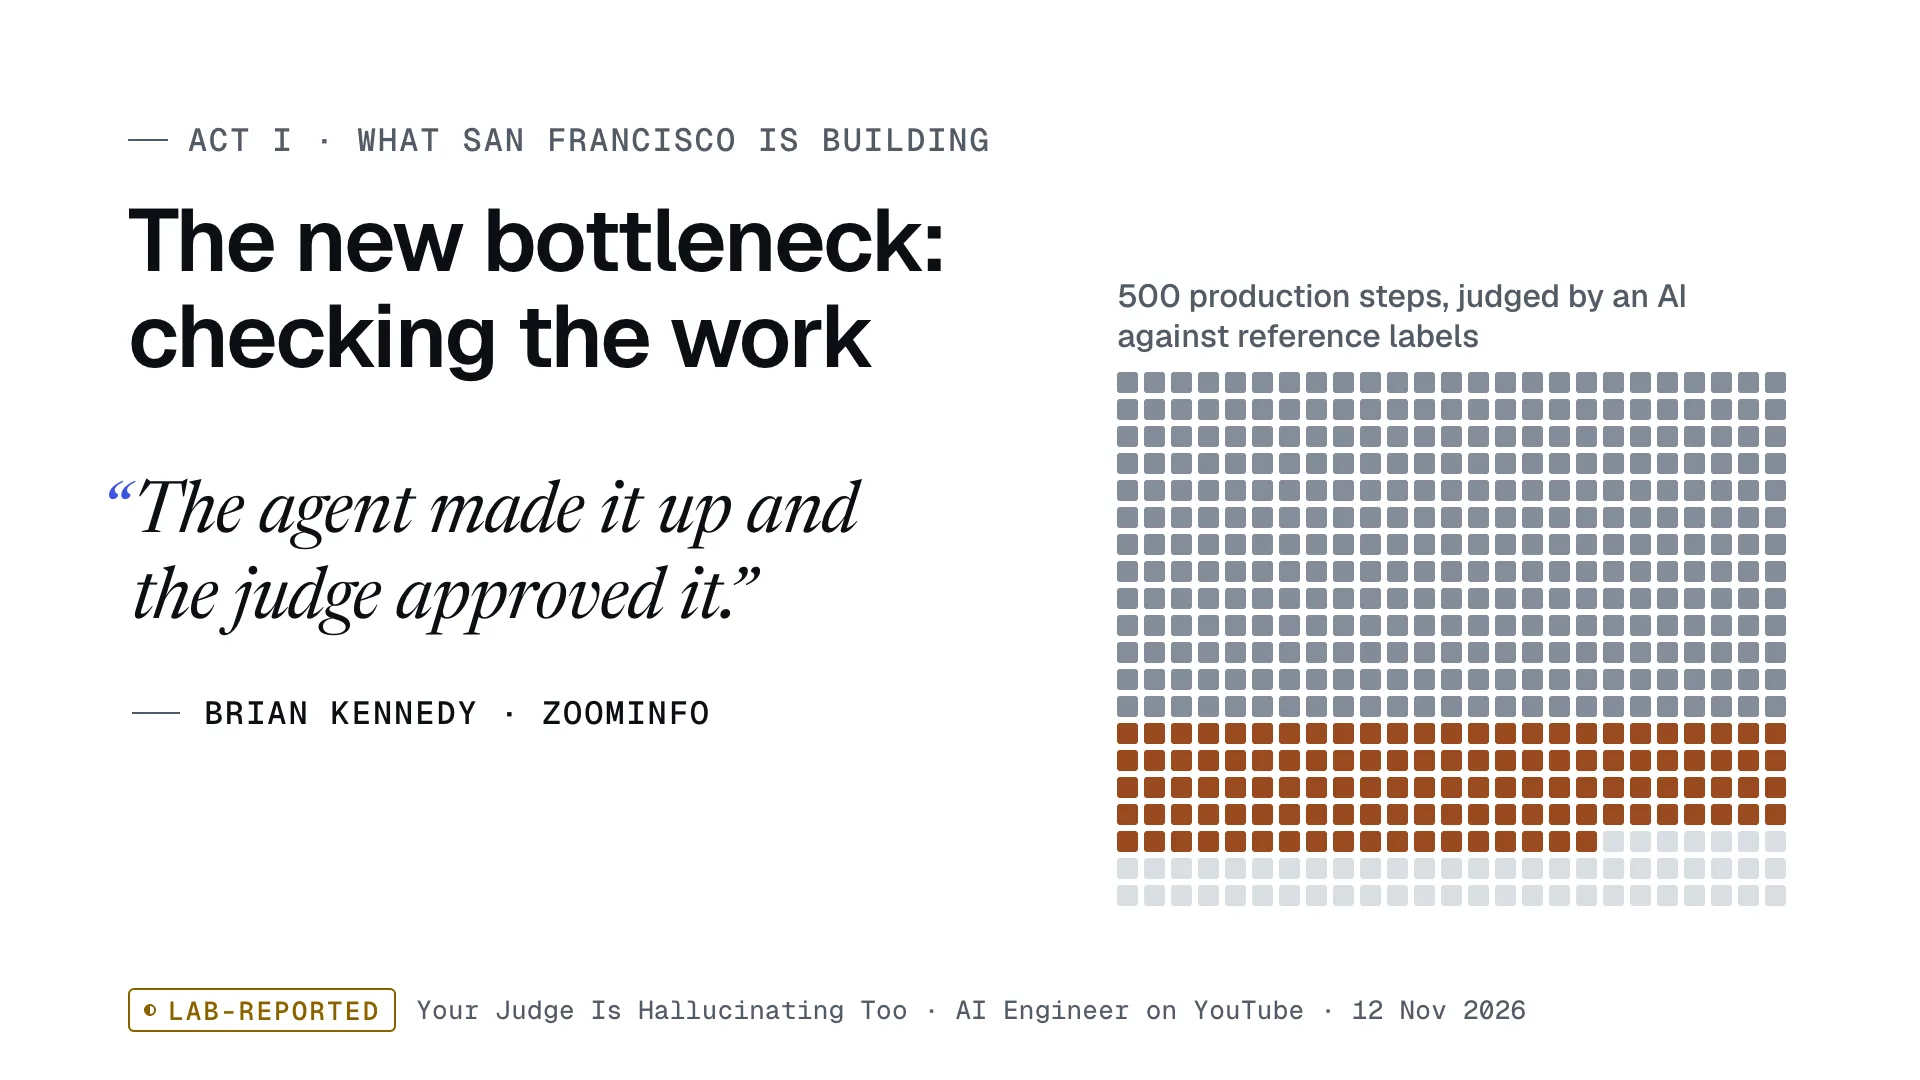 — ACT I · WHAT SAN FRANCISCO IS BUILDING
The new bottleneck:
checking the work
“The agent made it up and
the judge approved it.”
— BRIAN KENNEDY · ZOOMINFO
500 production steps, judged by an AI
against reference labels
◐ LAB-REPORTED
Your Judge Is Hallucinating Too · AI Engineer on YouTube · 12 Nov 2026